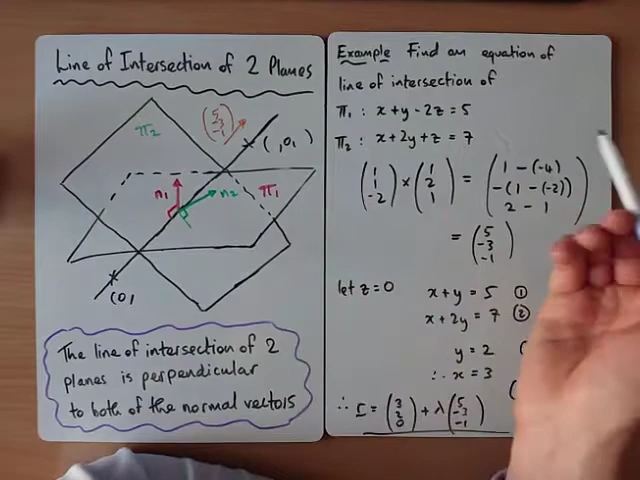 Line of Intersection of 2 Planes
π2
(5 -3 -1)
( ,0, )
n1
n2
π1
(0,
The line of intersection of 2
planes is perpendicular
to both of the normal vectors
Example Find an equation of
line of intersection of
π1 : x+y-2z=5
π2 : x+2y+z=7
(1 1 -2) × (1 2 1) = (1-(-4) -(1-(-2)) 2-1)
= (5 -3 -1)
let z=0 x+y=5 ①
x+2y=7 ②
y=2
∴ x=3
∴ r = (3 2 0) + λ(5 -3 -1)